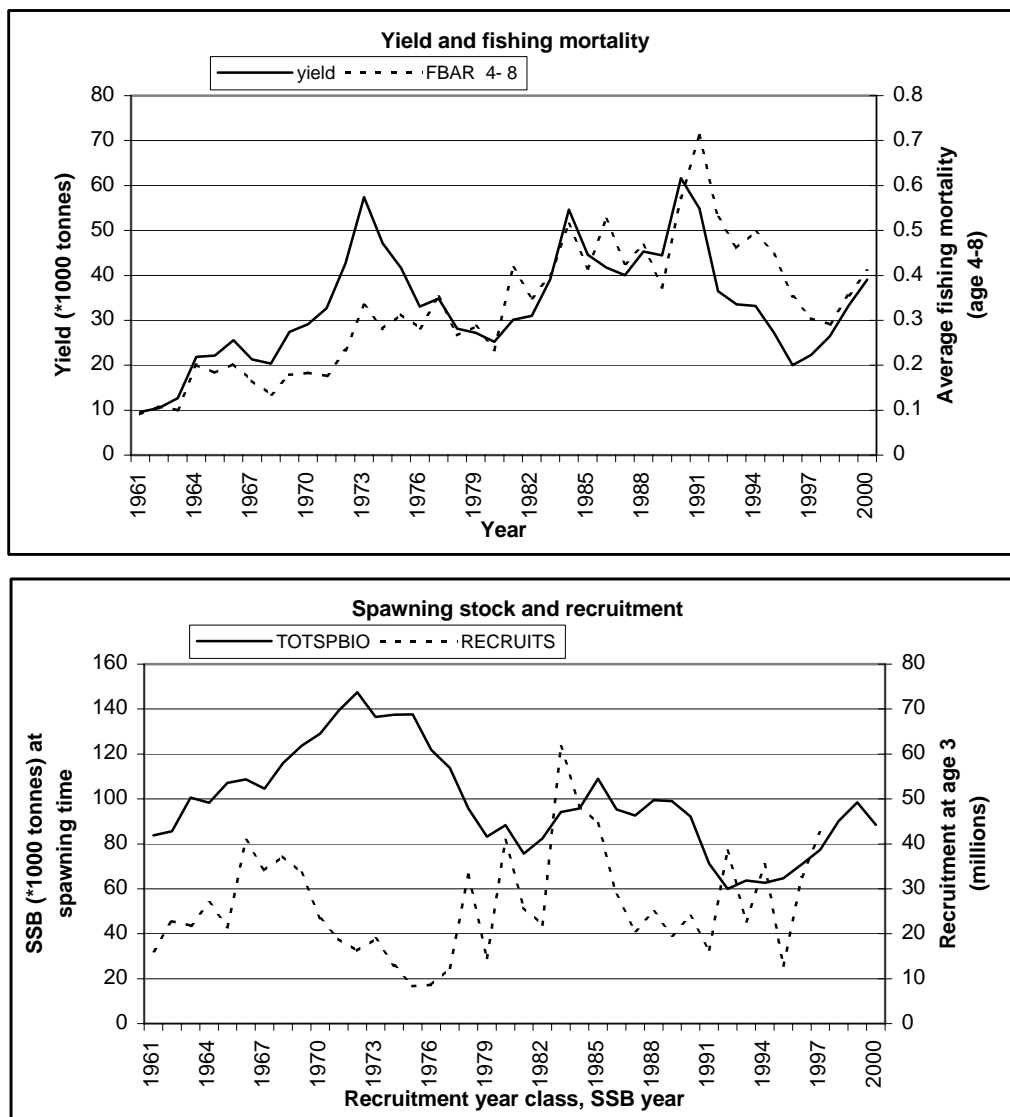 Yield and fishing mortality
yield FBAR 4- 8
80
70
60
50
40
30
20
10
0
Yield (*1000 tonnes)
0.8
0.7
0.6
0.5
0.4
0.3
0.2
0.1
0
Average fishing mortality
(age 4-8)
1961 1964 1967 1970 1973 1976 1979 1982 1985 1988 1991 1994 1997 2000
Year
Spawning stock and recruitment
TOTSPBIO RECRUITS
160
140
120
100
80
60
40
20
0
SSB (*1000 tonnes) at
spawning time
80
70
60
50
40
30
20
10
0
Recruitment at age 3
(millions)
1961 1964 1967 1970 1973 1976 1979 1982 1985 1988 1991 1994 1997 2000
Recruitment year class, SSB year